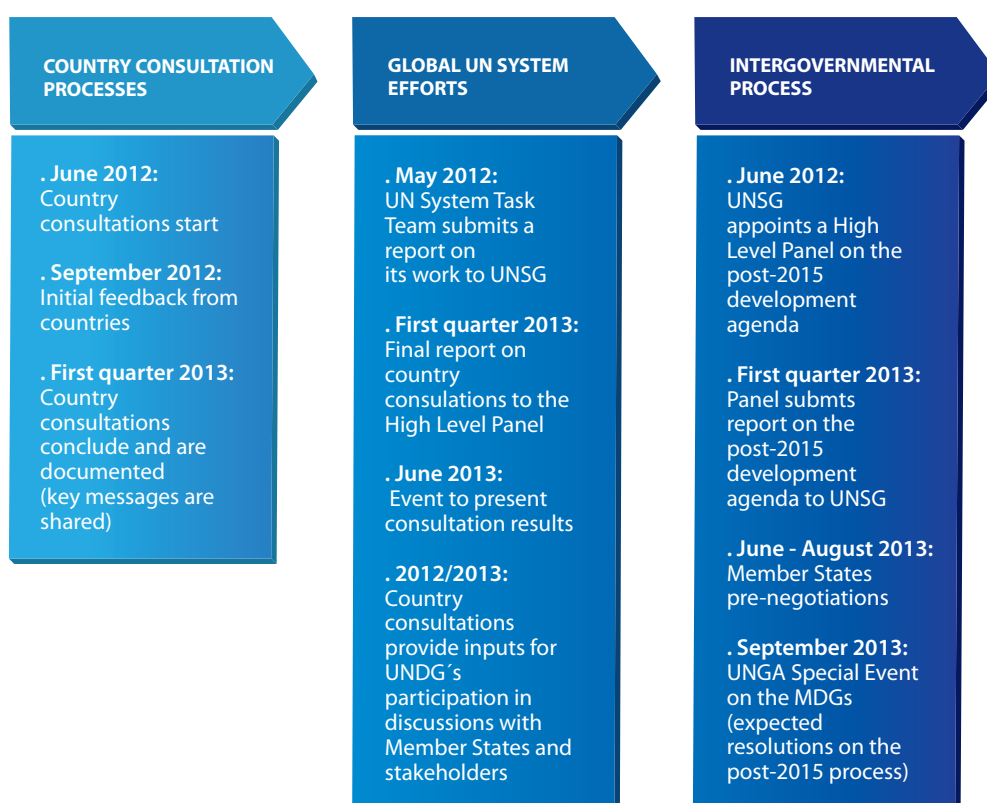 COUNTRY CONSULTATION
PROCESSES
. June 2012:
Country
consultations start
. September 2012:
Initial feedback from
countries
. First quarter 2013:
Country
consultations
conclude and are
documented
(key messages are
shared)
GLOBAL UN SYSTEM
EFFORTS
. May 2012:
UN System Task
Team submits a
report on
its work to UNSG
. First quarter 2013:
Final report on
country
consulations to the
High Level Panel
. June 2013:
Event to present
consultation results
. 2012/2013:
Country
consultations
provide inputs for
UNDG´s
participation in
discussions with
Member States and
stakeholders
INTERGOVERNMENTAL
PROCESS
. June 2012:
UNSG
appoints a High
Level Panel on the
post-2015
development
agenda
. First quarter 2013:
Panel submts
report on the
post-2015
development
agenda to UNSG
. June - August 2013:
Member States
pre-negotiations
. September 2013:
UNGA Special Event
on the MDGs
(expected
resolutions on the
post-2015 process)